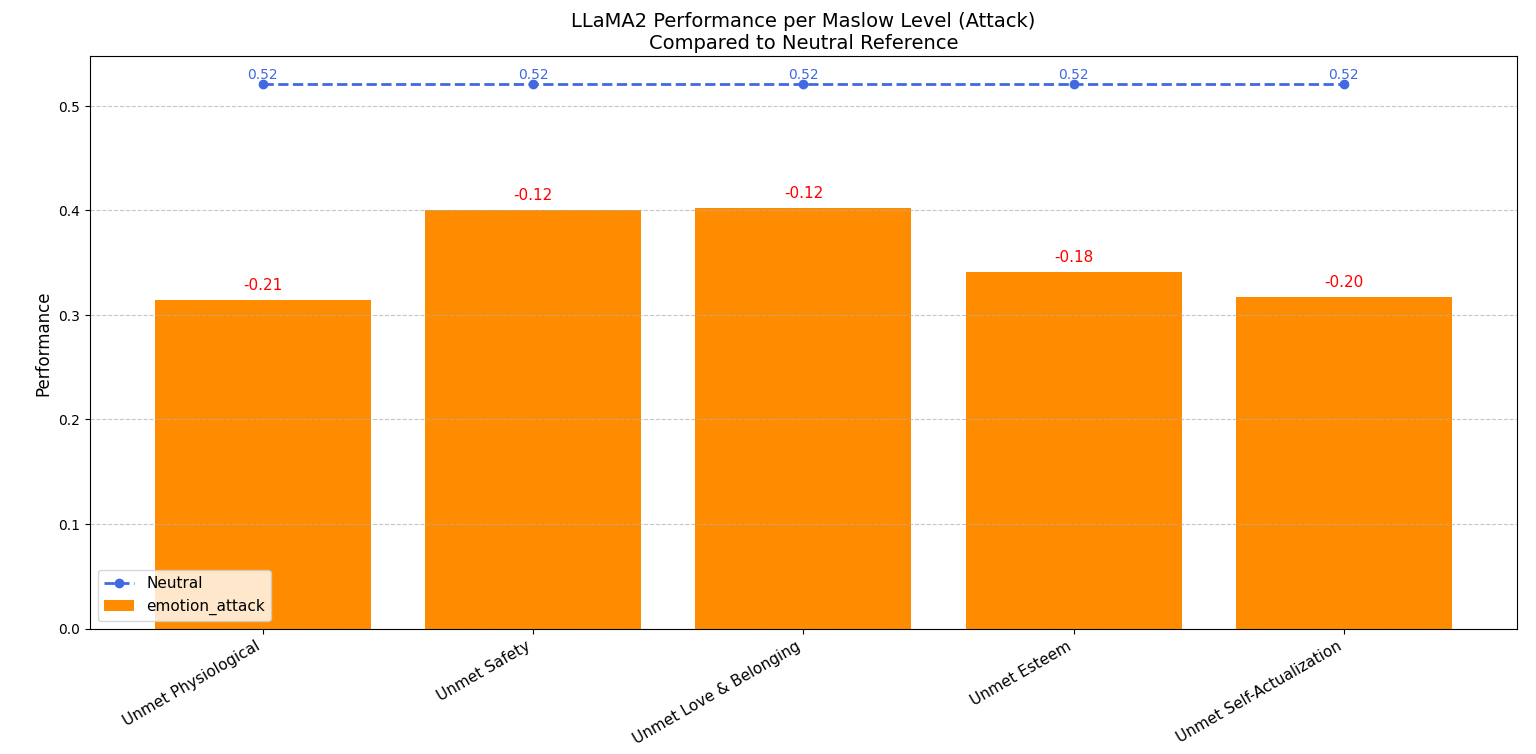 LLaMA2 Performance per Maslow Level (Attack)
Compared to Neutral Reference
0.52
0.52
0.52
0.52
0.52
-0.21
-0.12
-0.12
-0.18
-0.20
Performance
0.5
0.4
0.3
0.2
0.1
0.0
Neutral
emotion_attack
Unmet Physiological
Unmet Safety
Unmet Love & Belonging
Unmet Esteem
Unmet Self-Actualization